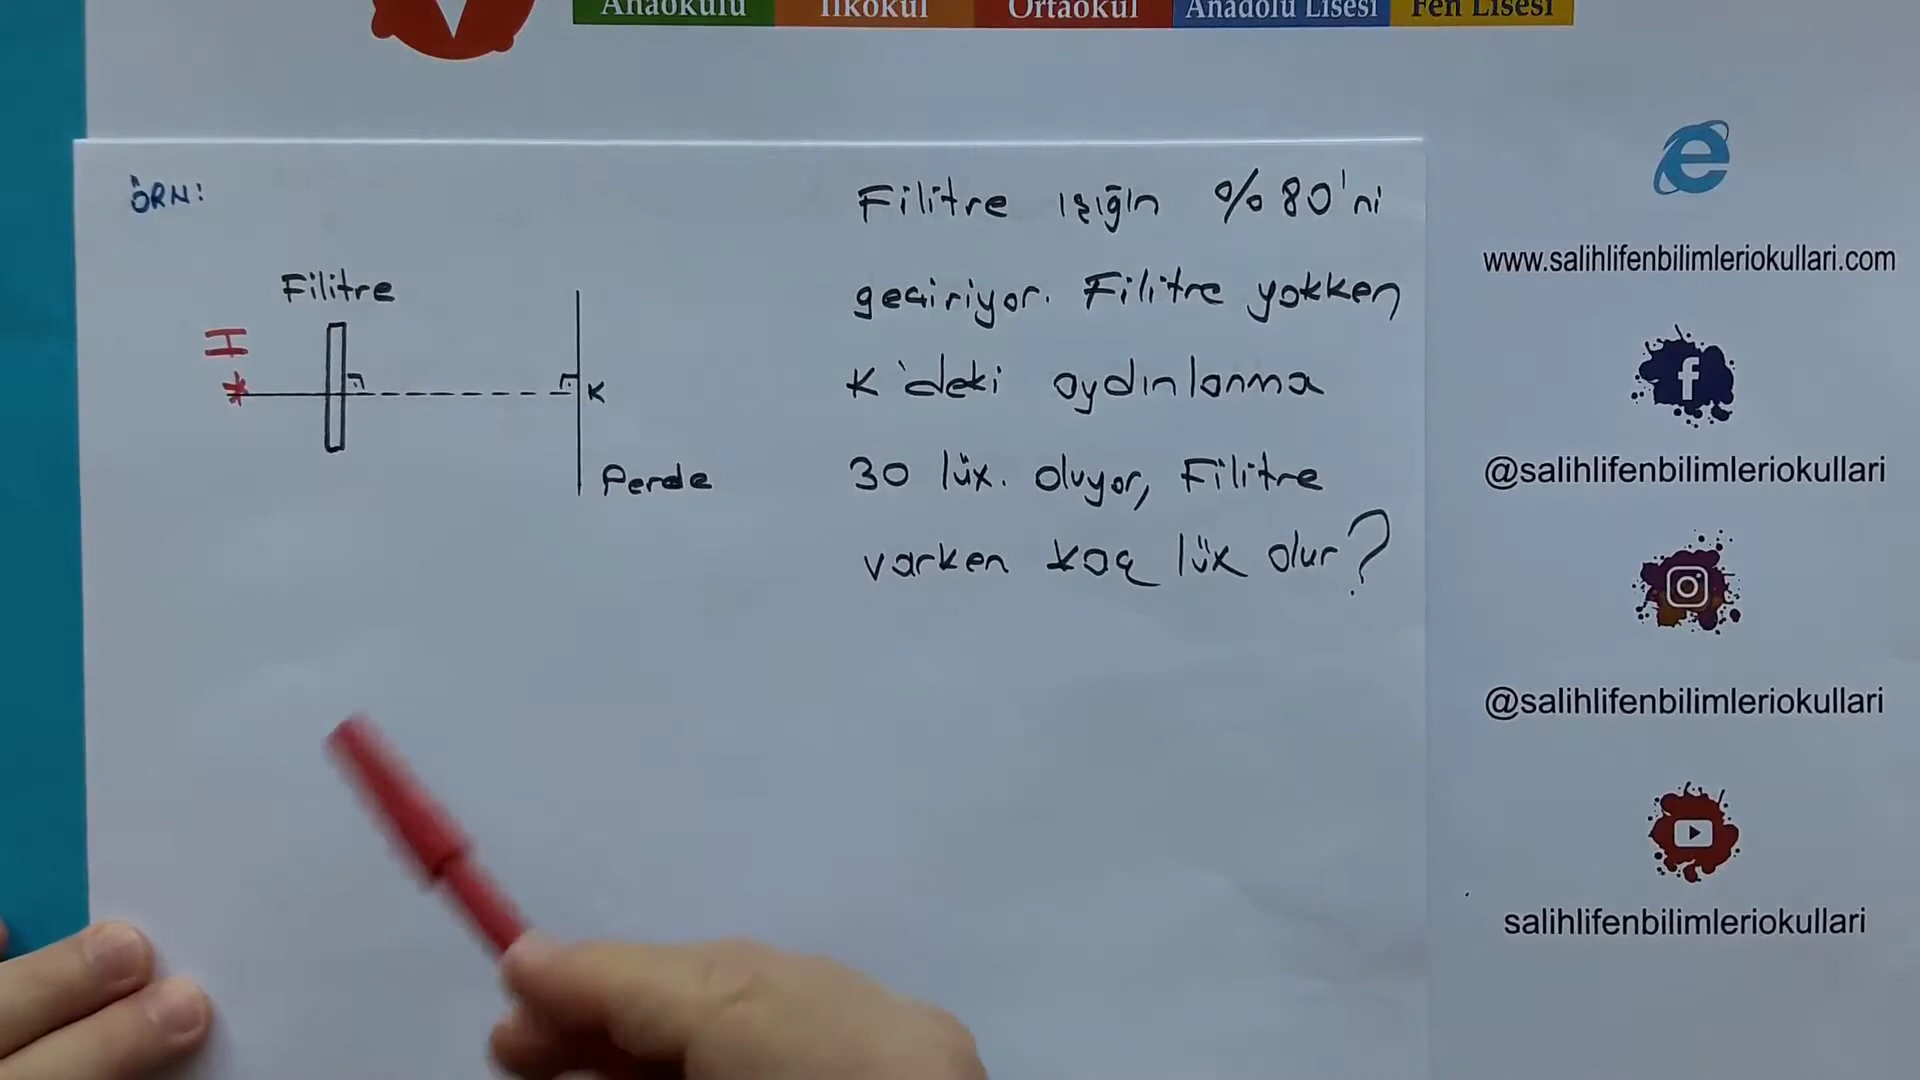 Anaokulu İlkokul Ortaokul Anadolu Lisesi Fen Lisesi
ÖRN:
Filitre
I
K
Perde
Filitre ışığın %80'ni
geçiriyor. Filitre yokken
K'deki aydınlanma
30 lüx. oluyor, Filitre
varken kaç lüx olur?
www.salihlifenbilimleriokullari.com
@salihlifenbilimleriokullari
@salihlifenbilimleriokullari
salihlifenbilimleriokullari